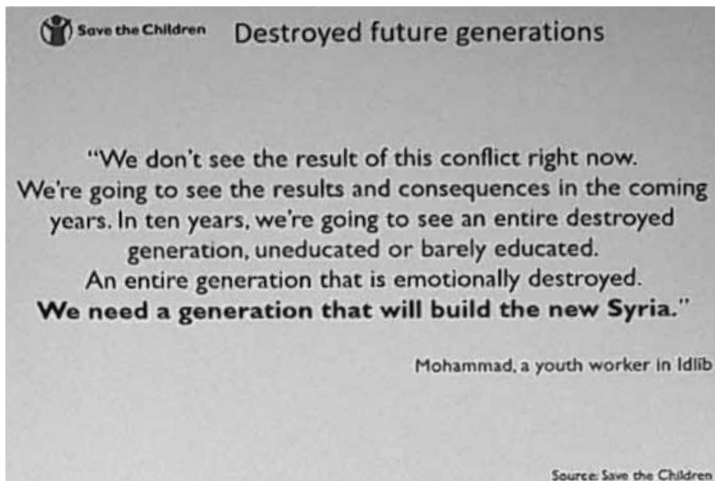 Save the Children
Destroyed future generations
“We don't see the result of this conflict right now.
We're going to see the results and consequences in the coming
years. In ten years, we're going to see an entire destroyed
generation, uneducated or barely educated.
An entire generation that is emotionally destroyed.
We need a generation that will build the new Syria.”
Mohammad, a youth worker in Idlib
Source: Save the Children